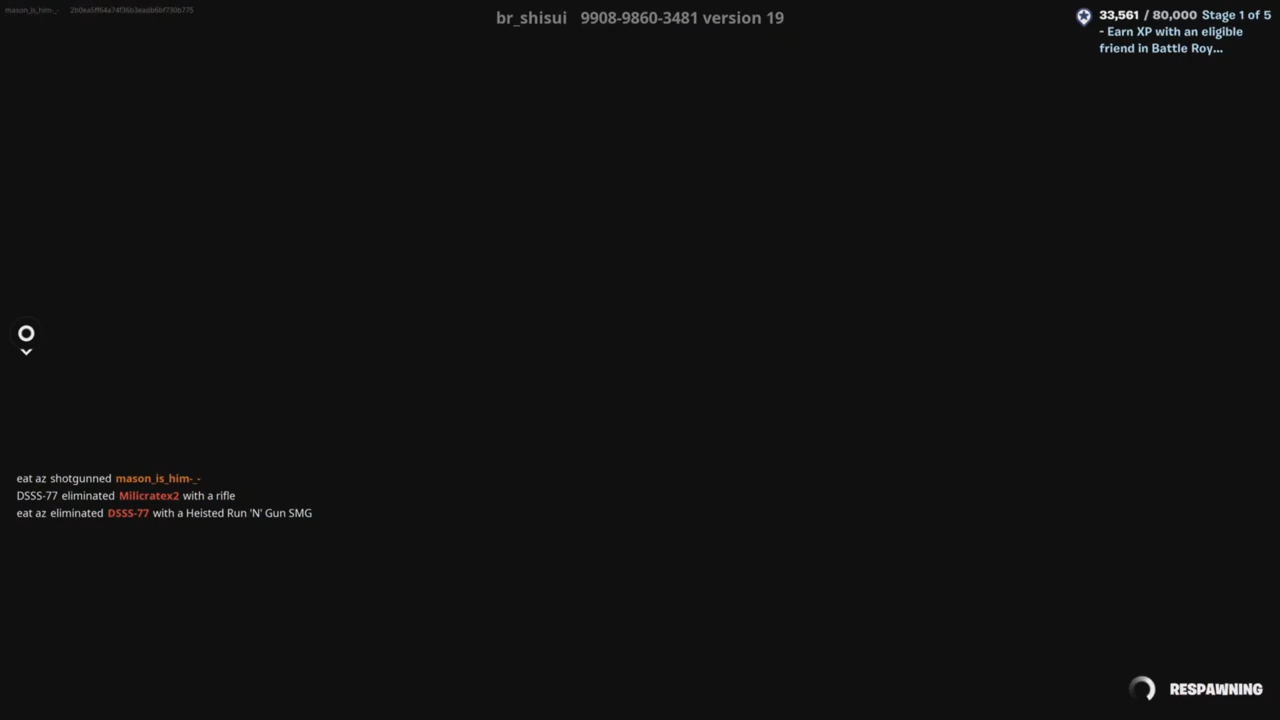 mason_is_him-_-
br_shisui 9908-9860-3481 version 19
33,561 / 80,000 Stage 1 of 5
- Earn XP with an eligible
friend in Battle Roy...
eat az shotgunned mason_is_him-_-
DSSS-77 eliminated Milicratex2 with a rifle
eat az eliminated DSSS-77 with a Heisted Run 'N' Gun SMG
RESPAWNING